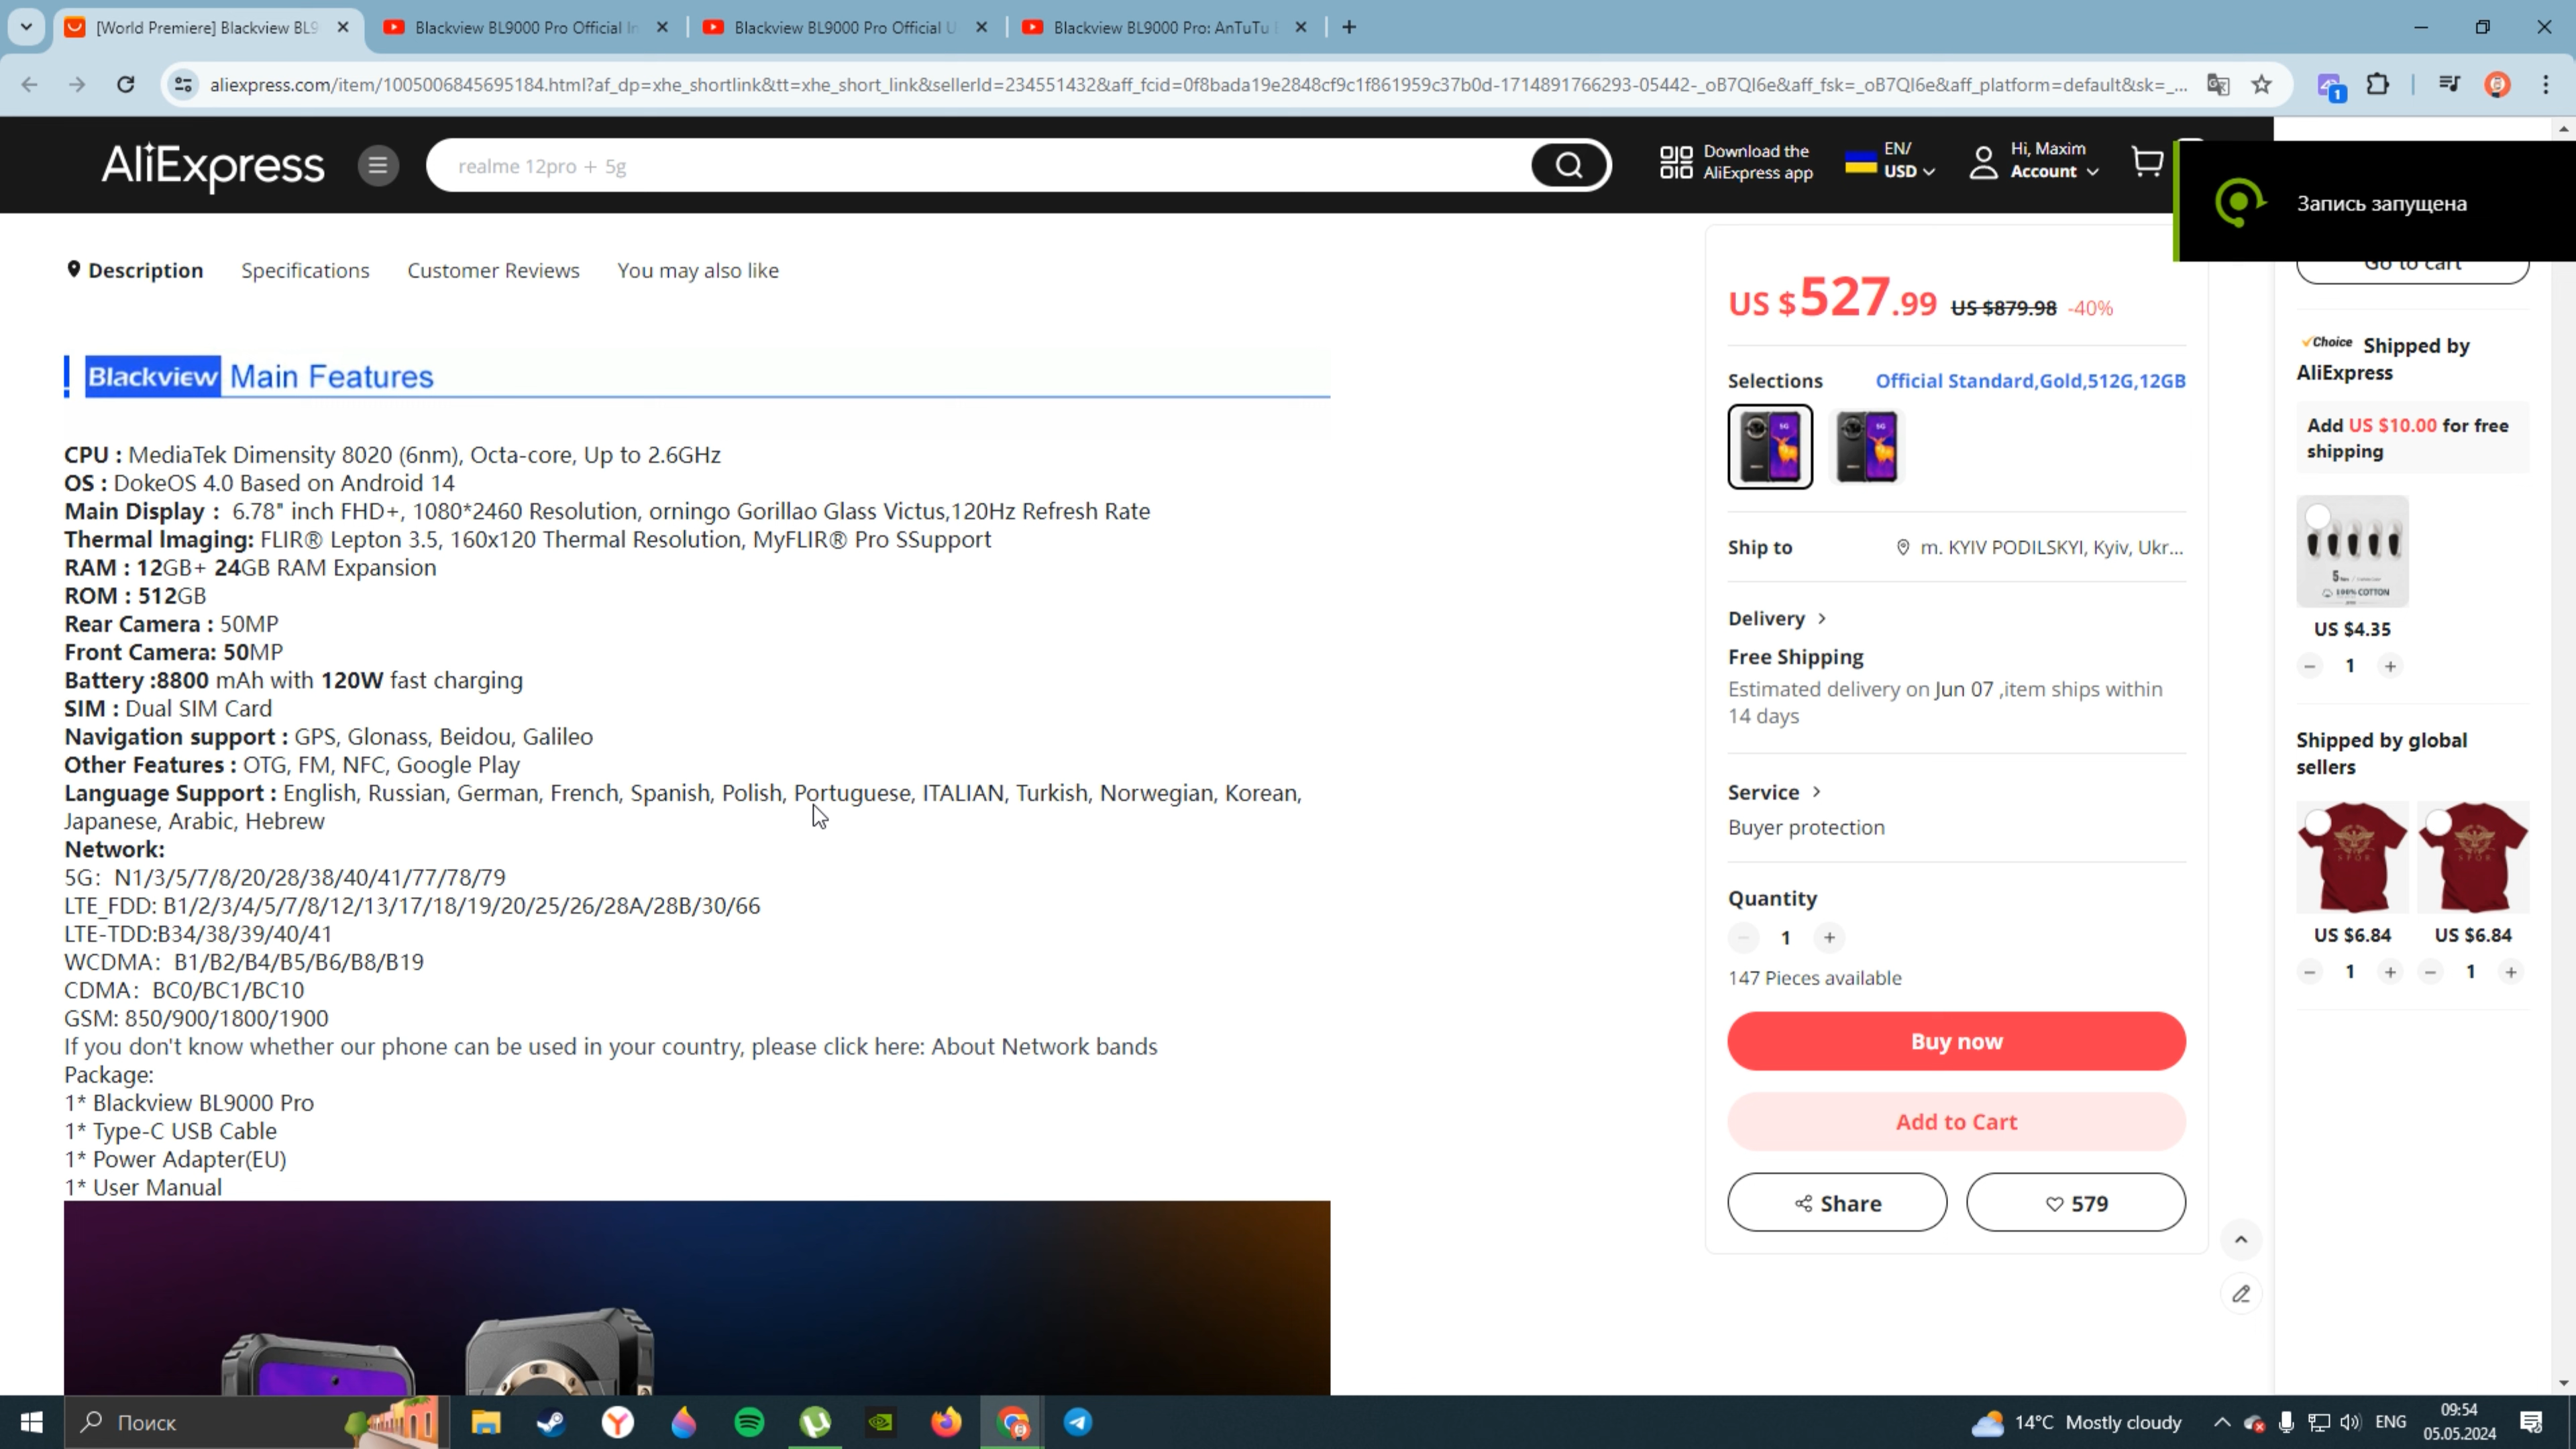 [World Premiere] Blackview BL9
Blackview BL9000 Pro Official In
Blackview BL9000 Pro Official U
Blackview BL9000 Pro: AnTuTu
aliexpress.com/item/1005006845695184.html?af_dp=xhe_shortlink&tt=xhe_short_link&sellerId=234551432&aff_fcid=0f8bada19e2848cf9c1f861959c37b0d-1714891766293-05442-_oB7QI6e&aff_fsk=_oB7QI6e&aff_platform=default&sk=_...
1
AliExpress
realme 12pro + 5g
Download the
AliExpress app
EN/
USD
Hi, Maxim
Account
Запись запущена
Go to cart
Description
Specifications
Customer Reviews
You may also like
Blackview Main Features
CPU : MediaTek Dimensity 8020 (6nm), Octa-core, Up to 2.6GHz
OS : DokeOS 4.0 Based on Android 14
Main Display : 6.78" inch FHD+, 1080*2460 Resolution, orningo Gorillao Glass Victus,120Hz Refresh Rate
Thermal lmaging: FLIR® Lepton 3.5, 160x120 Thermal Resolution, MyFLIR® Pro SSupport
RAM : 12GB+ 24GB RAM Expansion
ROM : 512GB
Rear Camera : 50MP
Front Camera: 50MP
Battery :8800 mAh with 120W fast charging
SIM : Dual SIM Card
Navigation support : GPS, Glonass, Beidou, Galileo
Other Features : OTG, FM, NFC, Google Play
Language Support : English, Russian, German, French, Spanish, Polish, Portuguese, ITALIAN, Turkish, Norwegian, Korean,
Japanese, Arabic, Hebrew
Network:
5G: N1/3/5/7/8/20/28/38/40/41/77/78/79
LTE_FDD: B1/2/3/4/5/7/8/12/13/17/18/19/20/25/26/28A/28B/30/66
LTE-TDD:B34/38/39/40/41
WCDMA: B1/B2/B4/B5/B6/B8/B19
CDMA: BC0/BC1/BC10
GSM: 850/900/1800/1900
If you don't know whether our phone can be used in your country, please click here: About Network bands
Package:
1* Blackview BL9000 Pro
1* Type-C USB Cable
1* Power Adapter(EU)
1* User Manual
US $527.99 US $879.98 -40%
Selections
Official Standard,Gold,512G,12GB
5G
5G
Ship to
m. KYIV PODILSKYI, Kyiv, Ukr...
Delivery
Free Shipping
Estimated delivery on Jun 07 ,item ships within
14 days
Service
Buyer protection
Quantity
1
147 Pieces available
Buy now
Add to Cart
Share
579
Choice Shipped by
AliExpress
Add US $10.00 for free
shipping
100% COTTON
US $4.35
1
Shipped by global
sellers
SPQR
SPQR
US $6.84
US $6.84
1
1
Поиск
14°C Mostly cloudy
ENG
09:54
05.05.2024